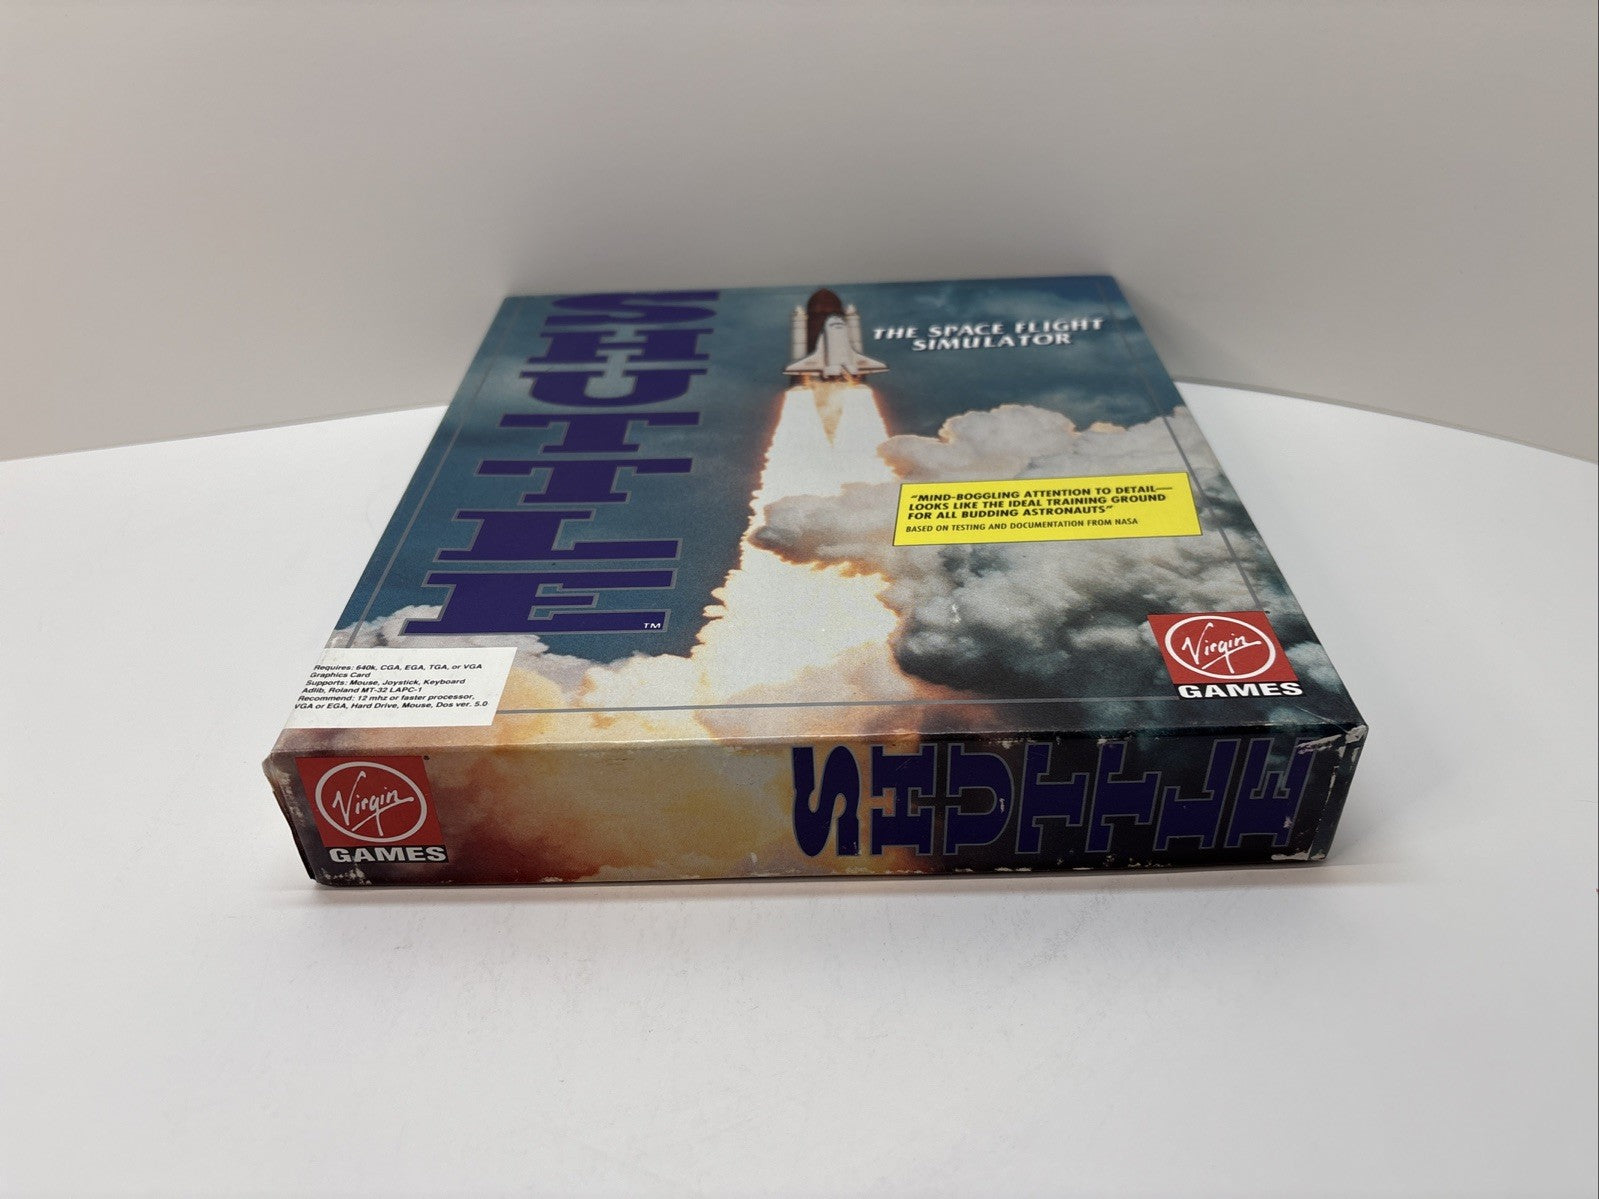 SHUTTLE
TM
THE SPACE FLIGHT
SIMULATOR
"MIND-BOGGLING ATTENTION TO DETAIL—
LOOKS LIKE THE IDEAL TRAINING GROUND
FOR ALL BUDDING ASTRONAUTS"
BASED ON TESTING AND DOCUMENTATION FROM NASA
Virgin
GAMES
Requires: 640k, CGA, EGA, TGA, or VGA
Graphics Card
Supports: Mouse, Joystick, Keyboard
Adlib, Roland MT-32 LAPC-1
Recommend: 12 mhz or faster processor,
VGA or EGA, Hard Drive, Mouse, Dos ver. 5.0
Virgin
GAMES
SHUTTLE